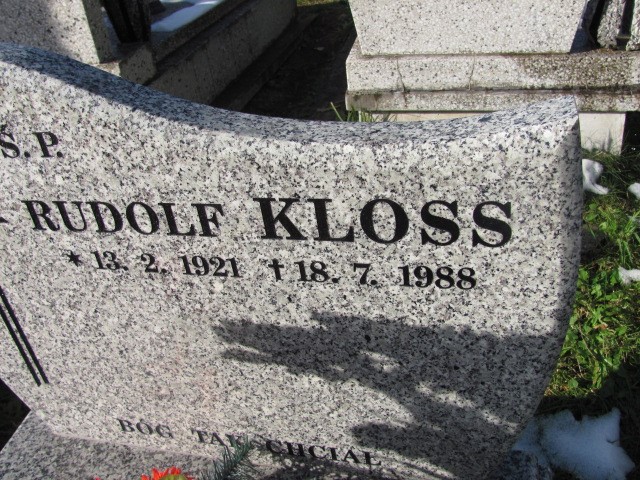 S.P.
RUDOLF KLOSS
* 13. 2. 1921 † 18. 7. 1988
BÓG TAK CHCIAŁ